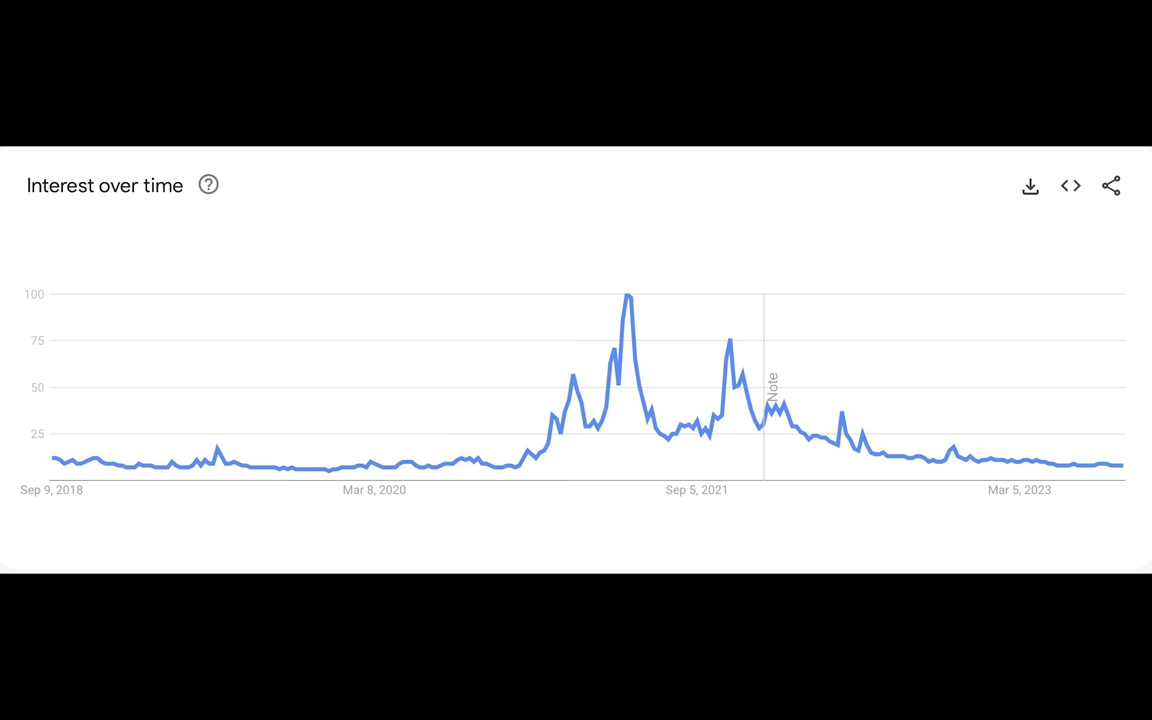 Interest over time
100
75
50
25
Note
Sep 9, 2018
Mar 8, 2020
Sep 5, 2021
Mar 5, 2023